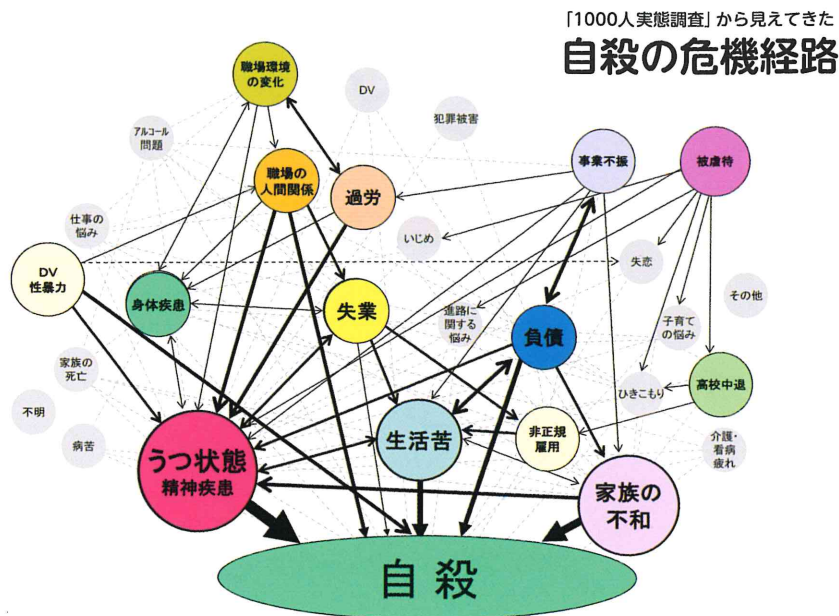 「1000人実態調査」から見えてきた
自殺の危機経路
職場環境
の変化
DV
アルコール
問題
犯罪被害
職場の
人間関係
過労
事業不振
被虐待
仕事の
悩み
いじめ
DV
性暴力
失恋
身体疾患
失業
進路に
関する
悩み
負債
子育て
の悩み
その他
家族の
死亡
ひきこもり
高校中退
不明
病苦
うつ状態
精神疾患
生活苦
非正規
雇用
介護・
看病
疲れ
家族の
不和
自殺